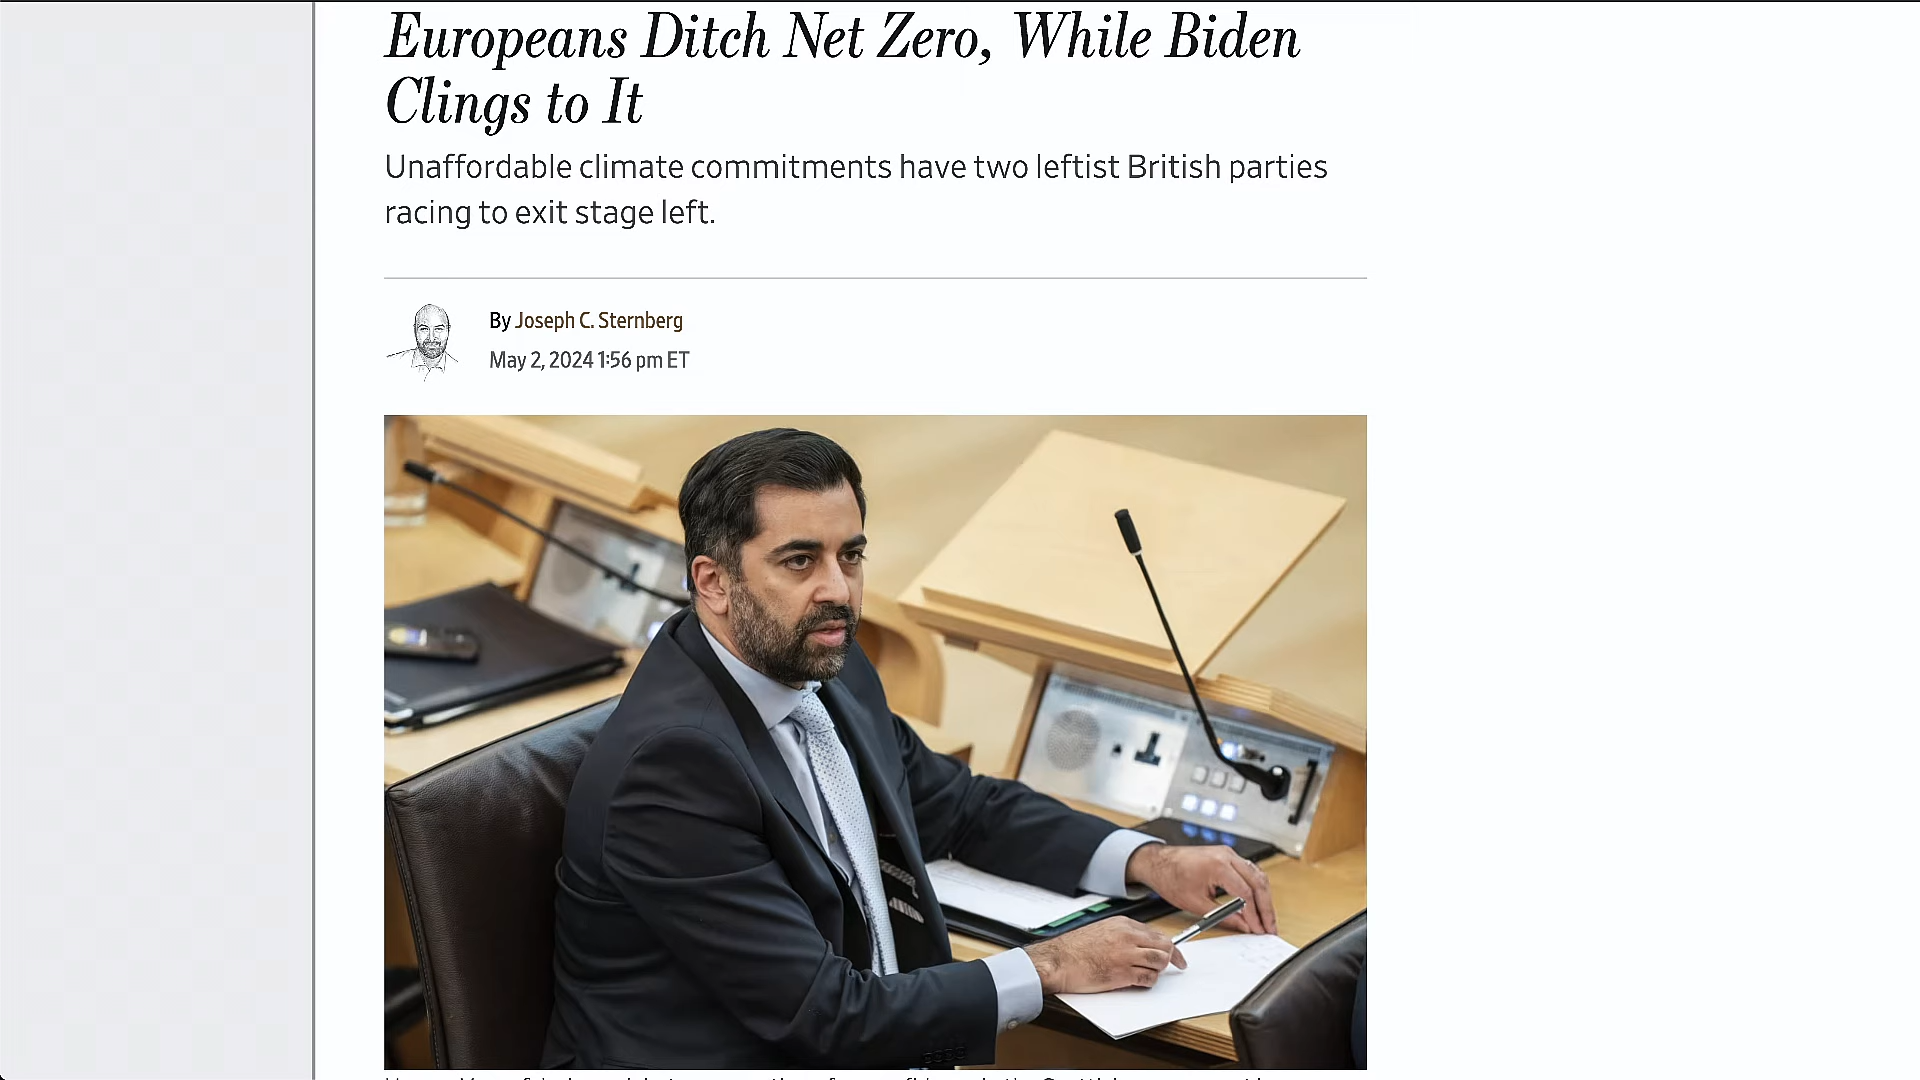 Europeans Ditch Net Zero, While Biden
Clings to It
Unaffordable climate commitments have two leftist British parties
racing to exit stage left.
By Joseph C. Sternberg
May 2, 2024 1:56 pm ET